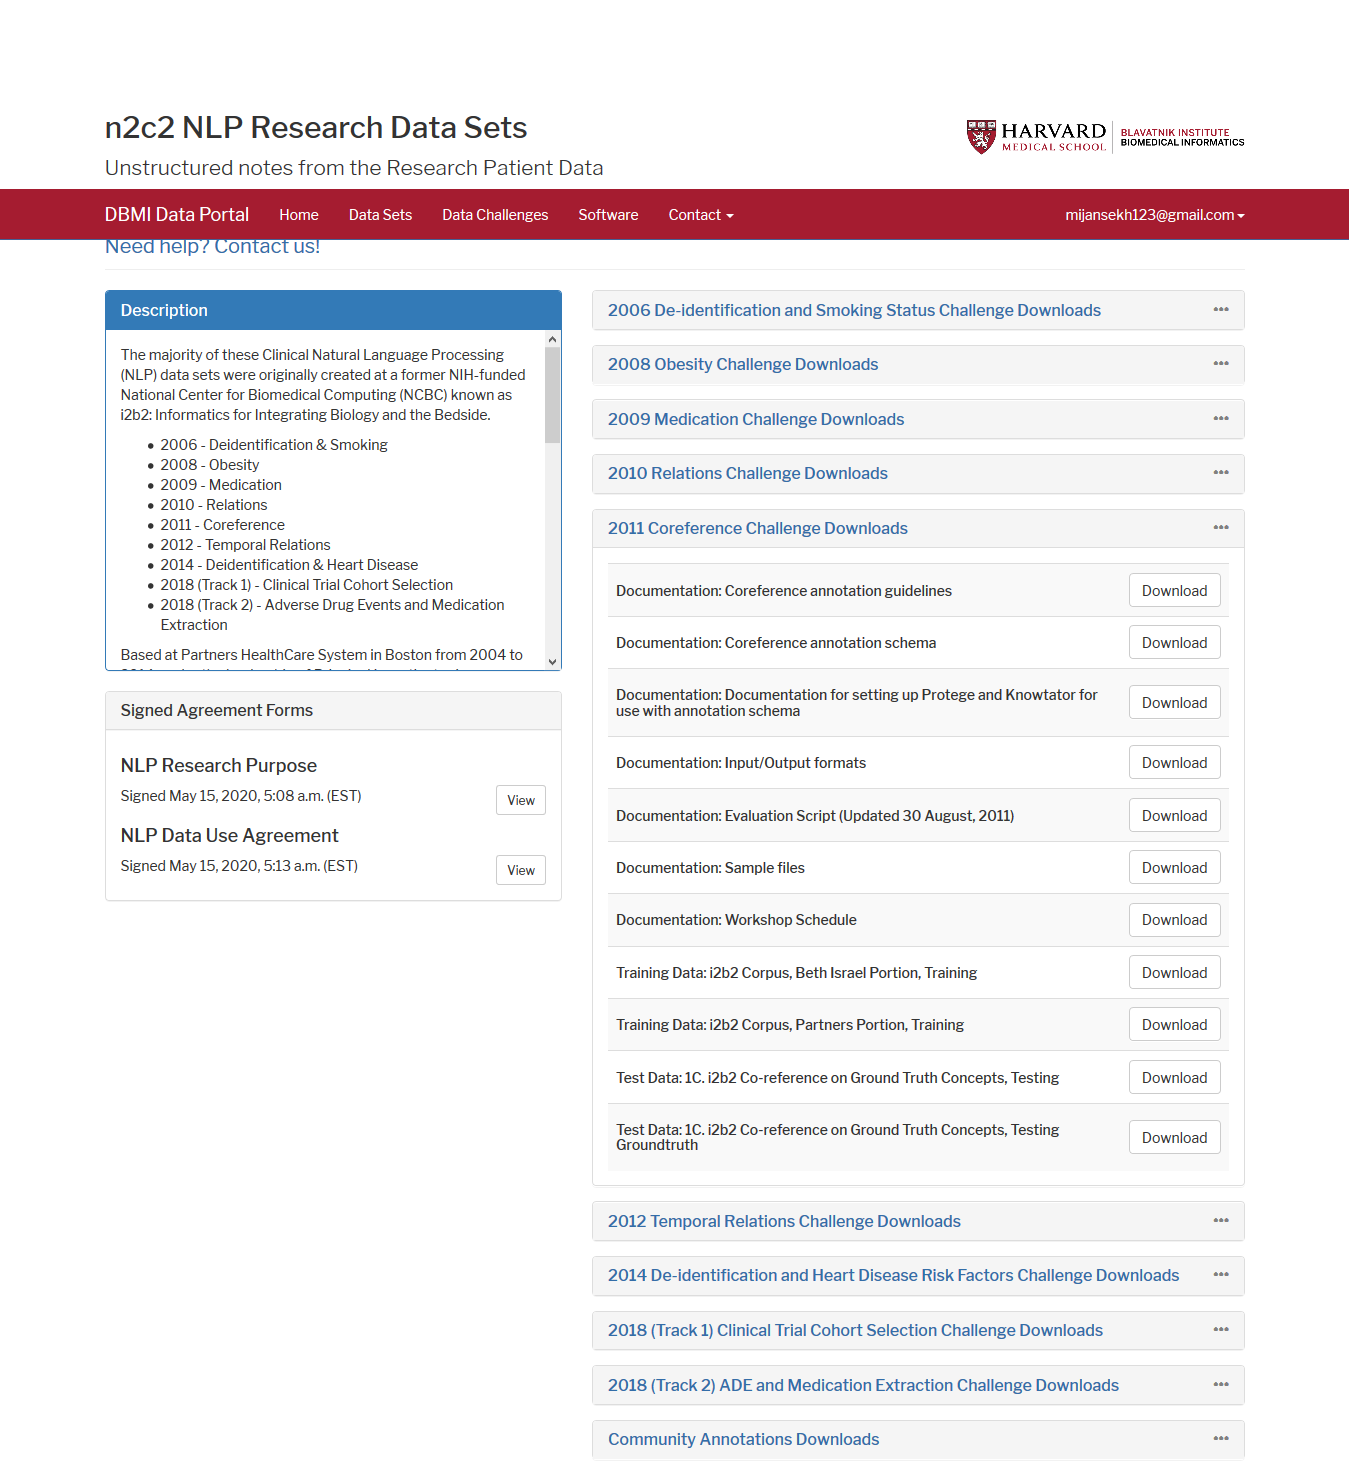 n2c2 NLP Research Data Sets
Unstructured notes from the Research Patient Data
HARVARD
MEDICAL SCHOOL
BLAVATNIK INSTITUTE
BIOMEDICAL INFORMATICS
DBMI Data Portal Home Data Sets Data Challenges Software Contact mijansekh123@gmail.com
Need help? Contact us!
Description
The majority of these Clinical Natural Language Processing
(NLP) data sets were originally created at a former NIH-funded
National Center for Biomedical Computing (NCBC) known as
i2b2: Informatics for Integrating Biology and the Bedside.
2006 - Deidentification & Smoking
2008 - Obesity
2009 - Medication
2010 - Relations
2011 - Coreference
2012 - Temporal Relations
2014 - Deidentification & Heart Disease
2018 (Track 1) - Clinical Trial Cohort Selection
2018 (Track 2) - Adverse Drug Events and Medication
Extraction
Based at Partners HealthCare System in Boston from 2004 to
Signed Agreement Forms
NLP Research Purpose
Signed May 15, 2020, 5:08 a.m. (EST) View
NLP Data Use Agreement
Signed May 15, 2020, 5:13 a.m. (EST) View
2006 De-identification and Smoking Status Challenge Downloads
2008 Obesity Challenge Downloads
2009 Medication Challenge Downloads
2010 Relations Challenge Downloads
2011 Coreference Challenge Downloads
Documentation: Coreference annotation guidelines Download
Documentation: Coreference annotation schema Download
Documentation: Documentation for setting up Protege and Knowtator for
use with annotation schema Download
Documentation: Input/Output formats Download
Documentation: Evaluation Script (Updated 30 August, 2011) Download
Documentation: Sample files Download
Documentation: Workshop Schedule Download
Training Data: i2b2 Corpus, Beth Israel Portion, Training Download
Training Data: i2b2 Corpus, Partners Portion, Training Download
Test Data: 1C. i2b2 Co-reference on Ground Truth Concepts, Testing Download
Test Data: 1C. i2b2 Co-reference on Ground Truth Concepts, Testing
Groundtruth Download
2012 Temporal Relations Challenge Downloads
2014 De-identification and Heart Disease Risk Factors Challenge Downloads
2018 (Track 1) Clinical Trial Cohort Selection Challenge Downloads
2018 (Track 2) ADE and Medication Extraction Challenge Downloads
Community Annotations Downloads